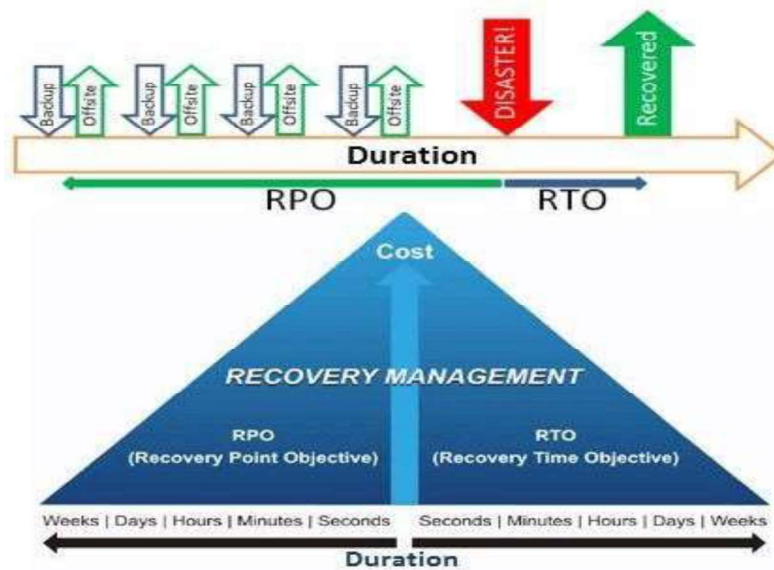 Backup
Offsite
Backup
Offsite
Backup
Offsite
Backup
Offsite
DISASTER!
Recovered
Duration
RPO
RTO
Cost
RECOVERY MANAGEMENT
RPO
(Recovery Point Objective)
RTO
(Recovery Time Objective)
Weeks | Days | Hours | Minutes | Seconds
Seconds | Minutes | Hours | Days | Weeks
Duration